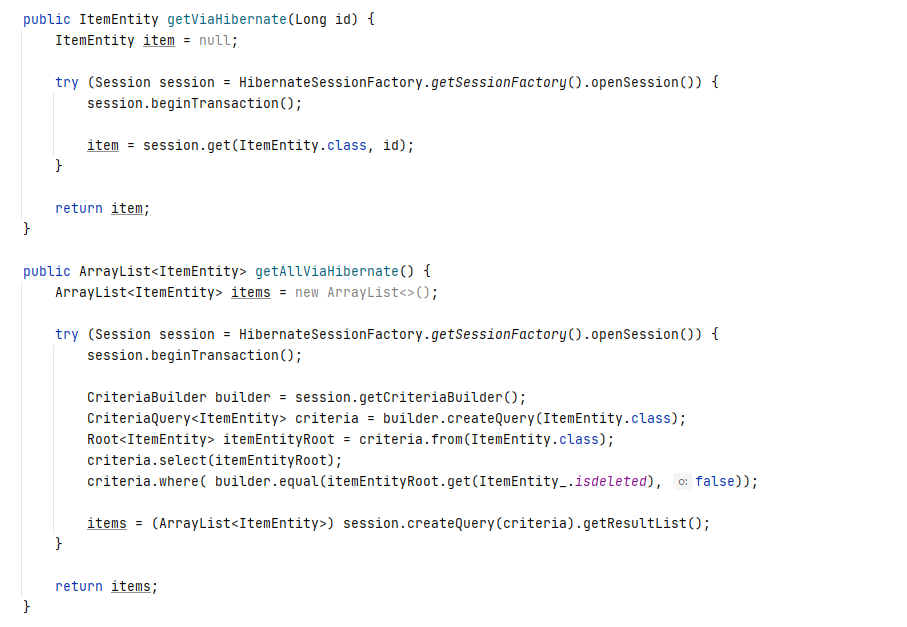 public ItemEntity getViaHibernate(Long id) {
    ItemEntity item = null;

    try (Session session = HibernateSessionFactory.getSessionFactory().openSession()) {
        session.beginTransaction();

        item = session.get(ItemEntity.class, id);
    }

    return item;
}

public ArrayList<ItemEntity> getAllViaHibernate() {
    ArrayList<ItemEntity> items = new ArrayList<>();

    try (Session session = HibernateSessionFactory.getSessionFactory().openSession()) {
        session.beginTransaction();

        CriteriaBuilder builder = session.getCriteriaBuilder();
        CriteriaQuery<ItemEntity> criteria = builder.createQuery(ItemEntity.class);
        Root<ItemEntity> itemEntityRoot = criteria.from(ItemEntity.class);
        criteria.select(itemEntityRoot);
        criteria.where( builder.equal(itemEntityRoot.get(ItemEntity_.isdeleted), o: false));

        items = (ArrayList<ItemEntity>) session.createQuery(criteria).getResultList();
    }

    return items;
}